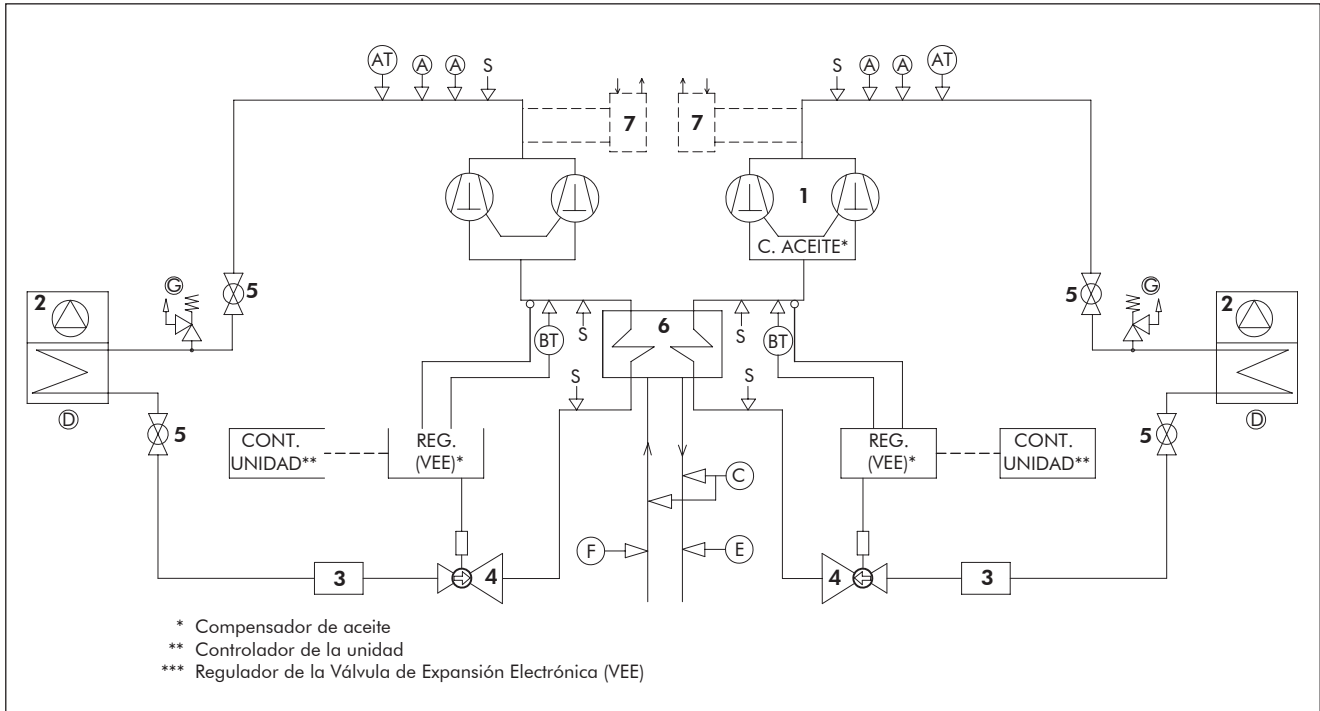 AT A A S S A A AT
7 7
1
C. ACEITE*
G 5 5 G
2 6 2
S BT S S BT S
D 5 5 D
CONT. UNIDAD**
REG. (VEE)*
REG. (VEE)*
CONT. UNIDAD**
C
F E
3 4 4 3
* Compensador de aceite
** Controlador de la unidad
*** Regulador de la Válvula de Expansión Electrónica (VEE)